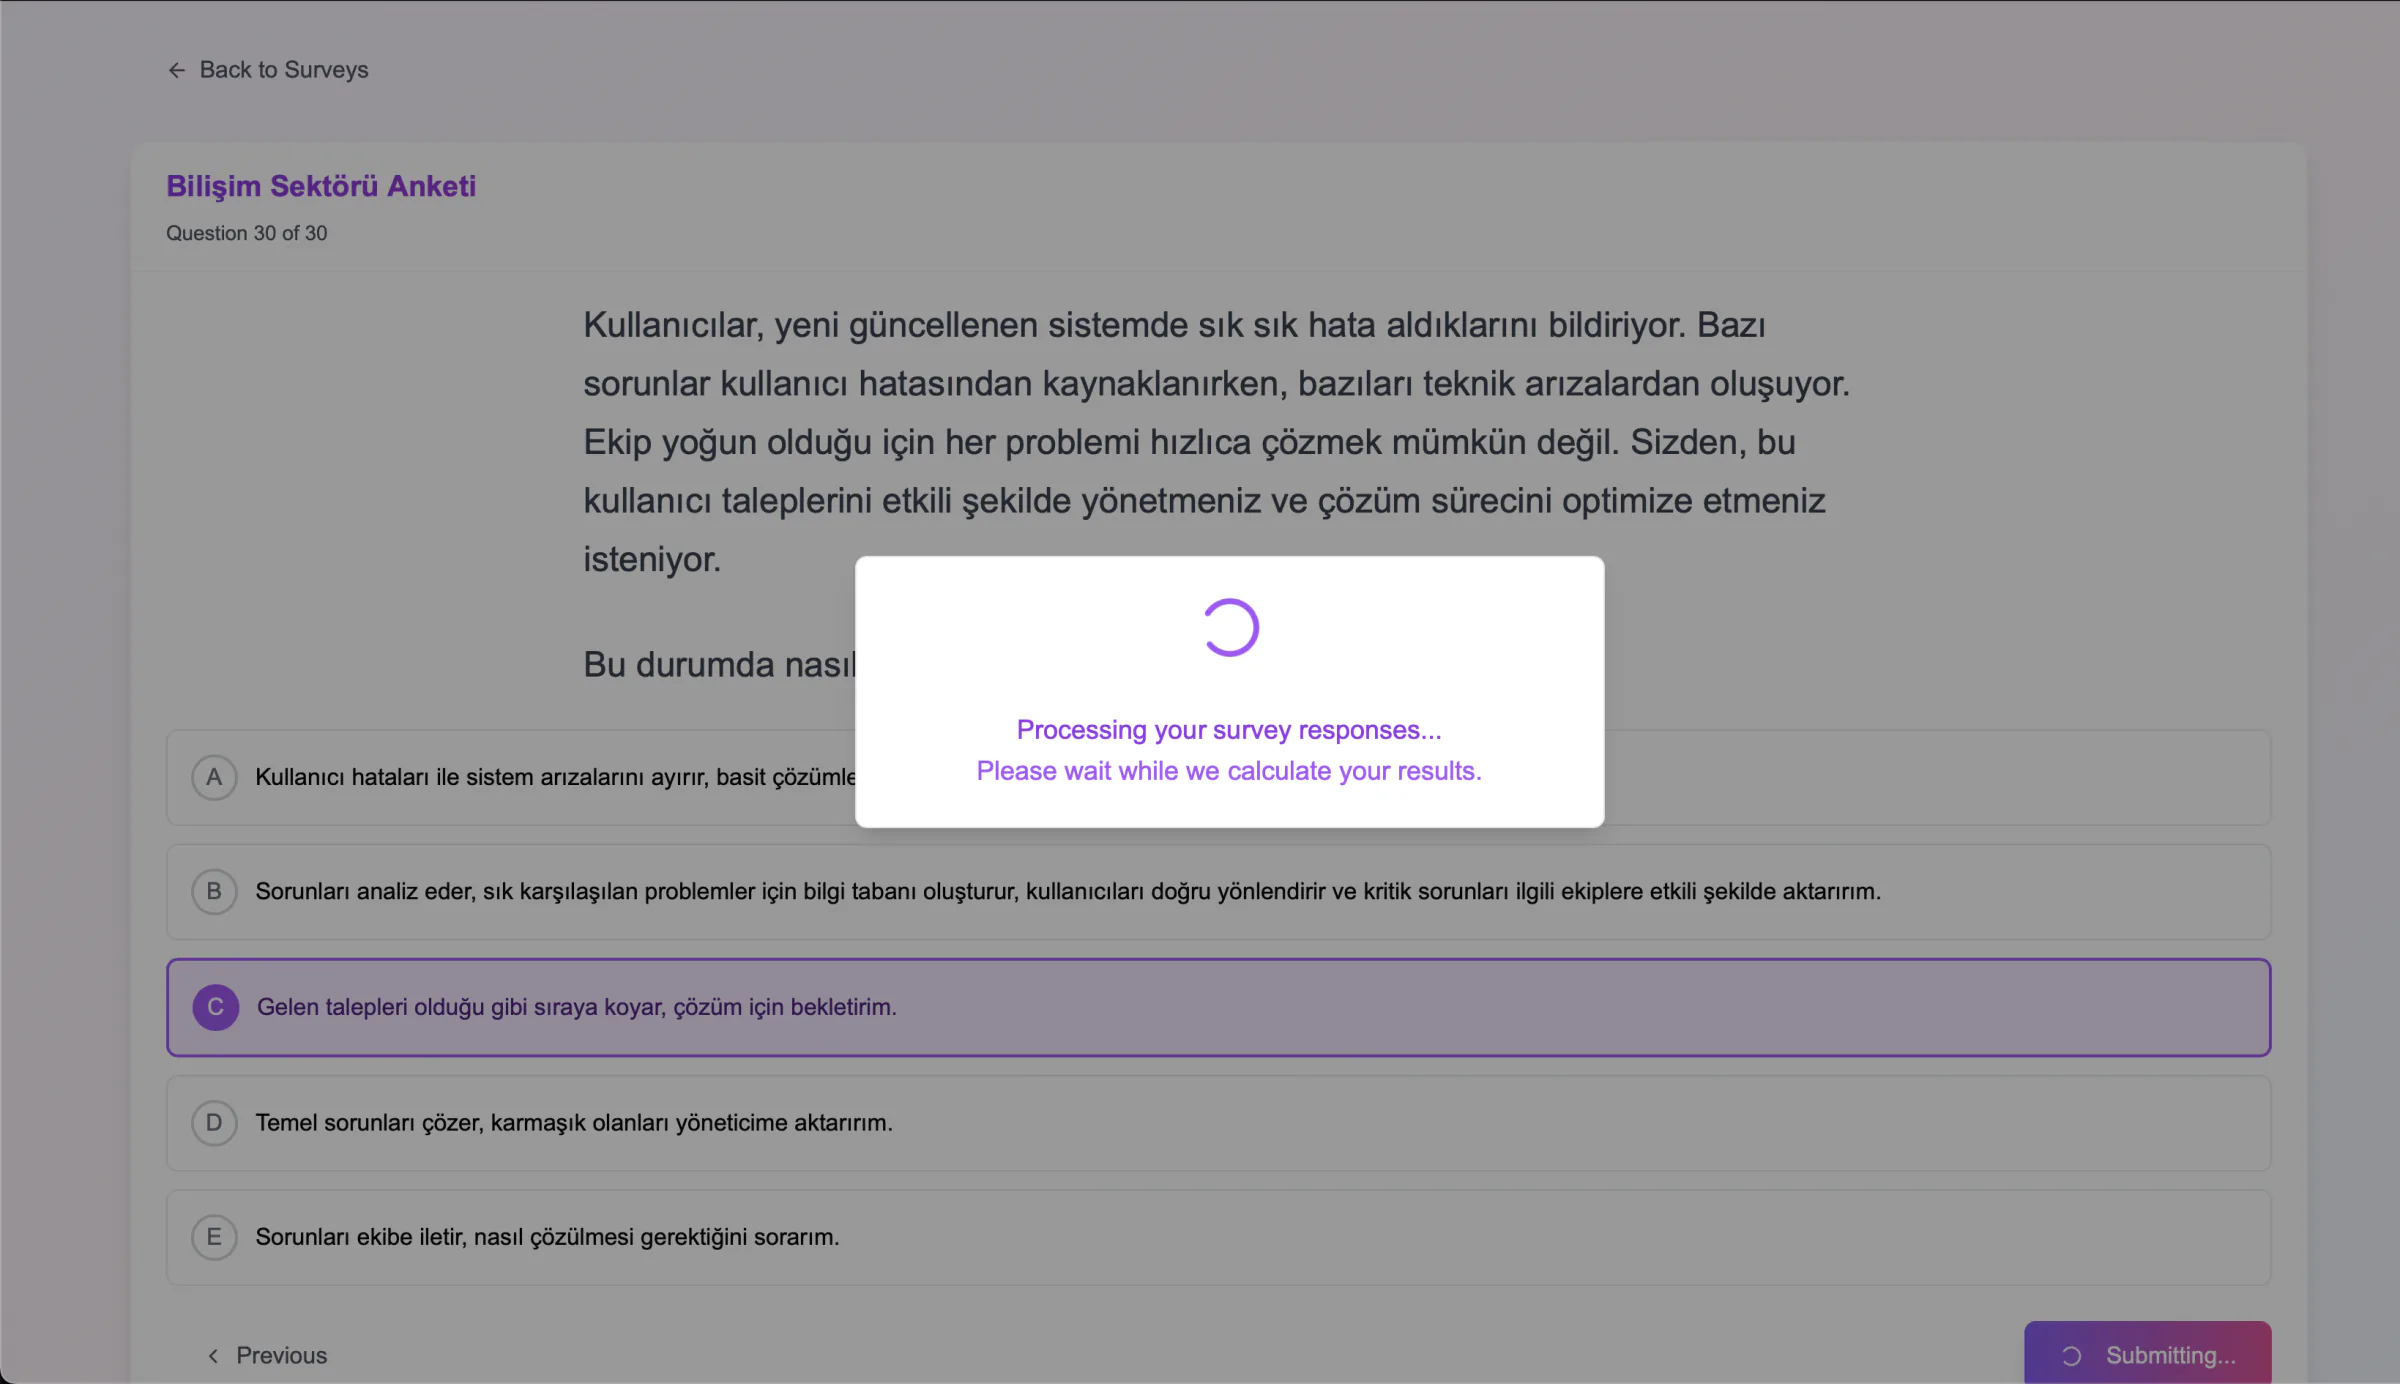 Back to Surveys
Bilişim Sektörü Anketi
Question 30 of 30
Kullanıcılar, yeni güncellenen sistemde sık sık hata aldıklarını bildiriyor. Bazı
sorunlar kullanıcı hatasından kaynaklanırken, bazıları teknik arızalardan oluşuyor.
Ekip yoğun olduğu için her problemi hızlıca çözmek mümkün değil. Sizden, bu
kullanıcı taleplerini etkili şekilde yönetmeniz ve çözüm sürecini optimize etmeniz
isteniyor.
Bu durumda nasıl
Processing your survey responses...
Please wait while we calculate your results.
A Kullanıcı hataları ile sistem arızalarını ayırır, basit çözümle
B Sorunları analiz eder, sık karşılaşılan problemler için bilgi tabanı oluşturur, kullanıcıları doğru yönlendirir ve kritik sorunları ilgili ekiplere etkili şekilde aktarırım.
C Gelen talepleri olduğu gibi sıraya koyar, çözüm için bekletirim.
D Temel sorunları çözer, karmaşık olanları yöneticime aktarırım.
E Sorunları ekibe iletir, nasıl çözülmesi gerektiğini sorarım.
Previous
Submitting...